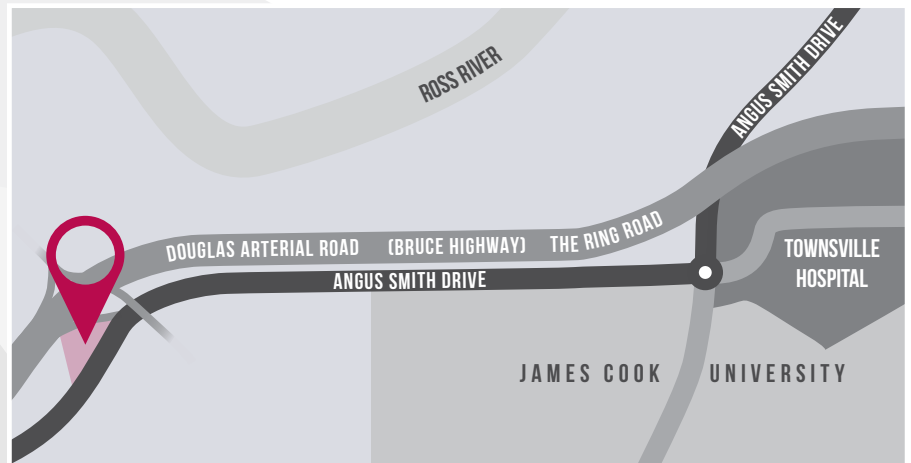 ROSS RIVER
ANGUS SMITH DRIVE
DOUGLAS ARTERIAL ROAD (BRUCE HIGHWAY) THE RING ROAD
ANGUS SMITH DRIVE
TOWNSVILLE
HOSPITAL
JAMES COOK UNIVERSITY